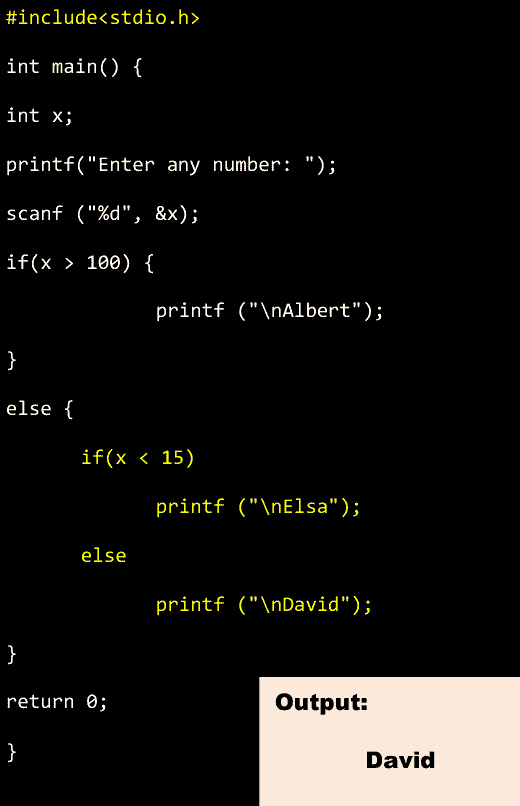 #include<stdio.h>
int main() {
int x;
printf("Enter any number: ");
scanf ("%d", &x);
if(x > 100) {
printf ("\nAlbert");
}
else {
if(x < 15)
printf ("\nElsa");
else
printf ("\nDavid");
}
return 0;
}
Output:
David